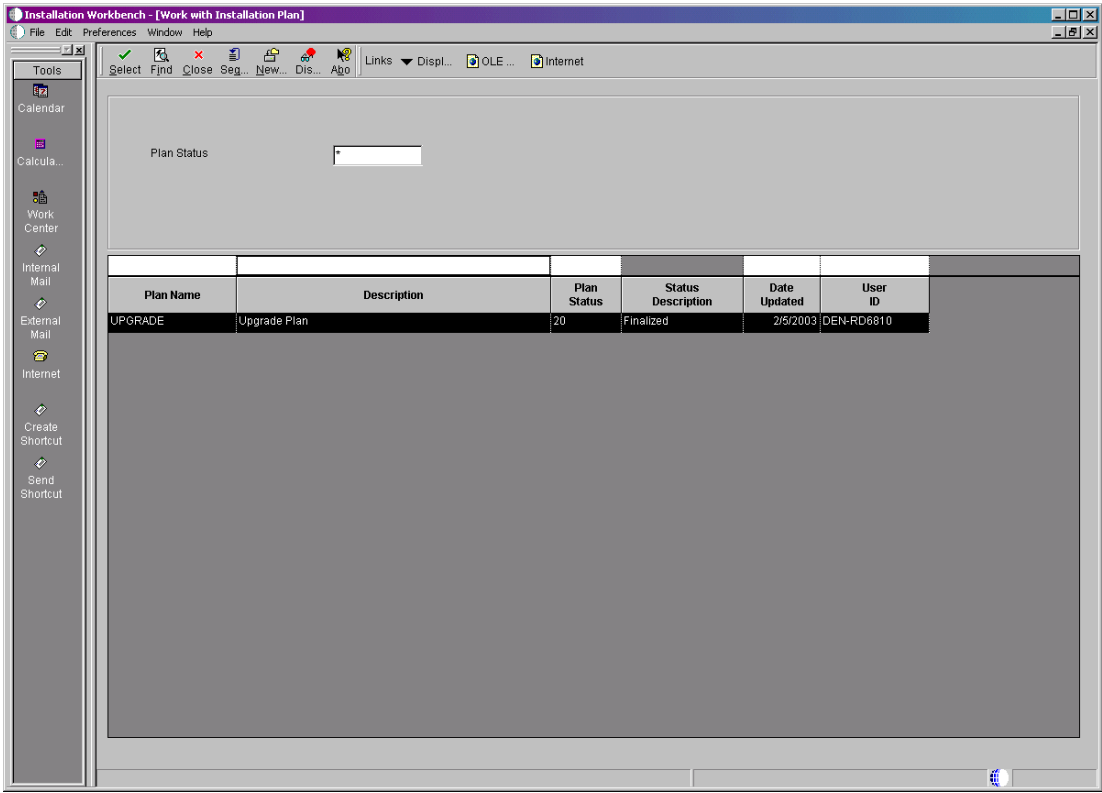 Installation Workbench - [Work with Installation Plan]
File Edit Preferences Window Help
Select Find Close Seq... New... Dis... Abo Links Displ... OLE ... Internet
Tools
Calendar
Calcula...
Work
Center
Internal
Mail
External
Mail
Internet
Create
Shortcut
Send
Shortcut
Plan Status *
Plan Name Description Plan Status Status Description Date Updated User ID
UPGRADE Upgrade Plan 20 Finalized 2/5/2003 DEN-RD6810